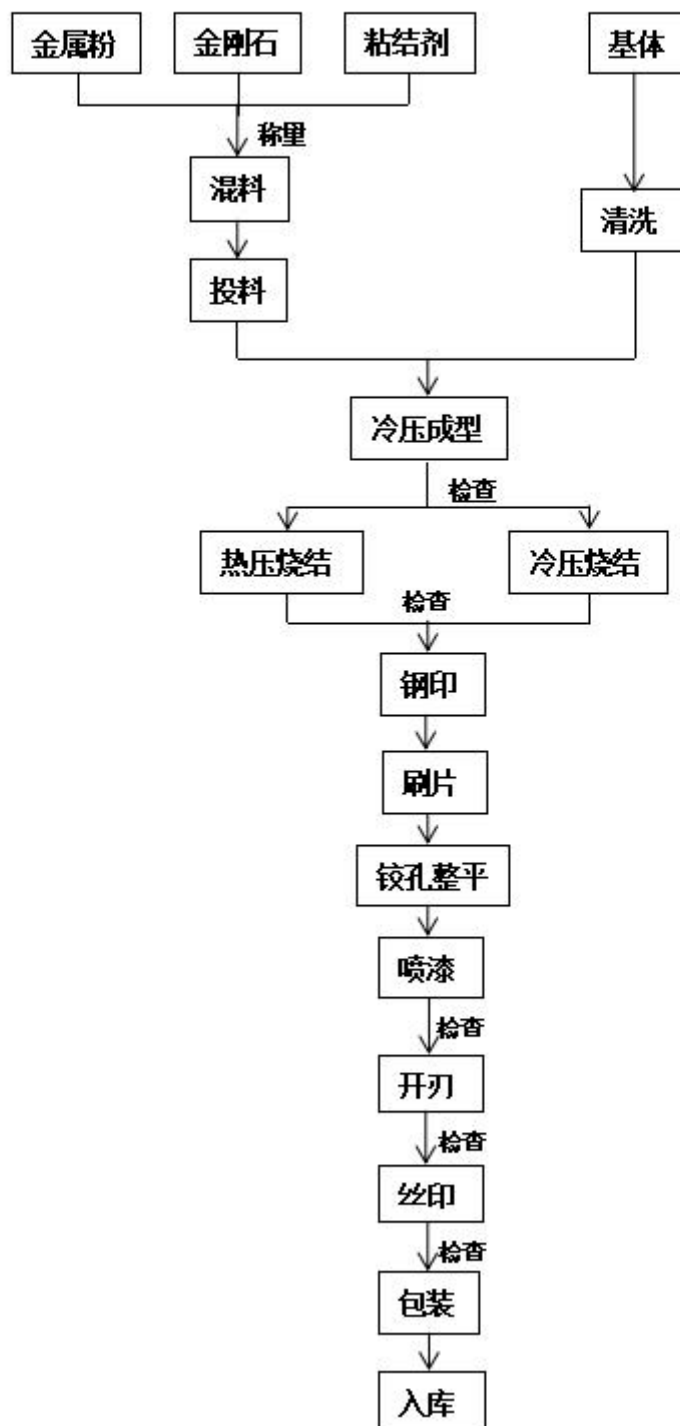 金属粉
金刚石
粘结剂
基体
称量
混料
清洗
投料
冷压成型
检查
热压烧结
冷压烧结
检查
钢印
刷片
铰孔整平
喷漆
检查
开刃
检查
丝印
检查
包装
入库